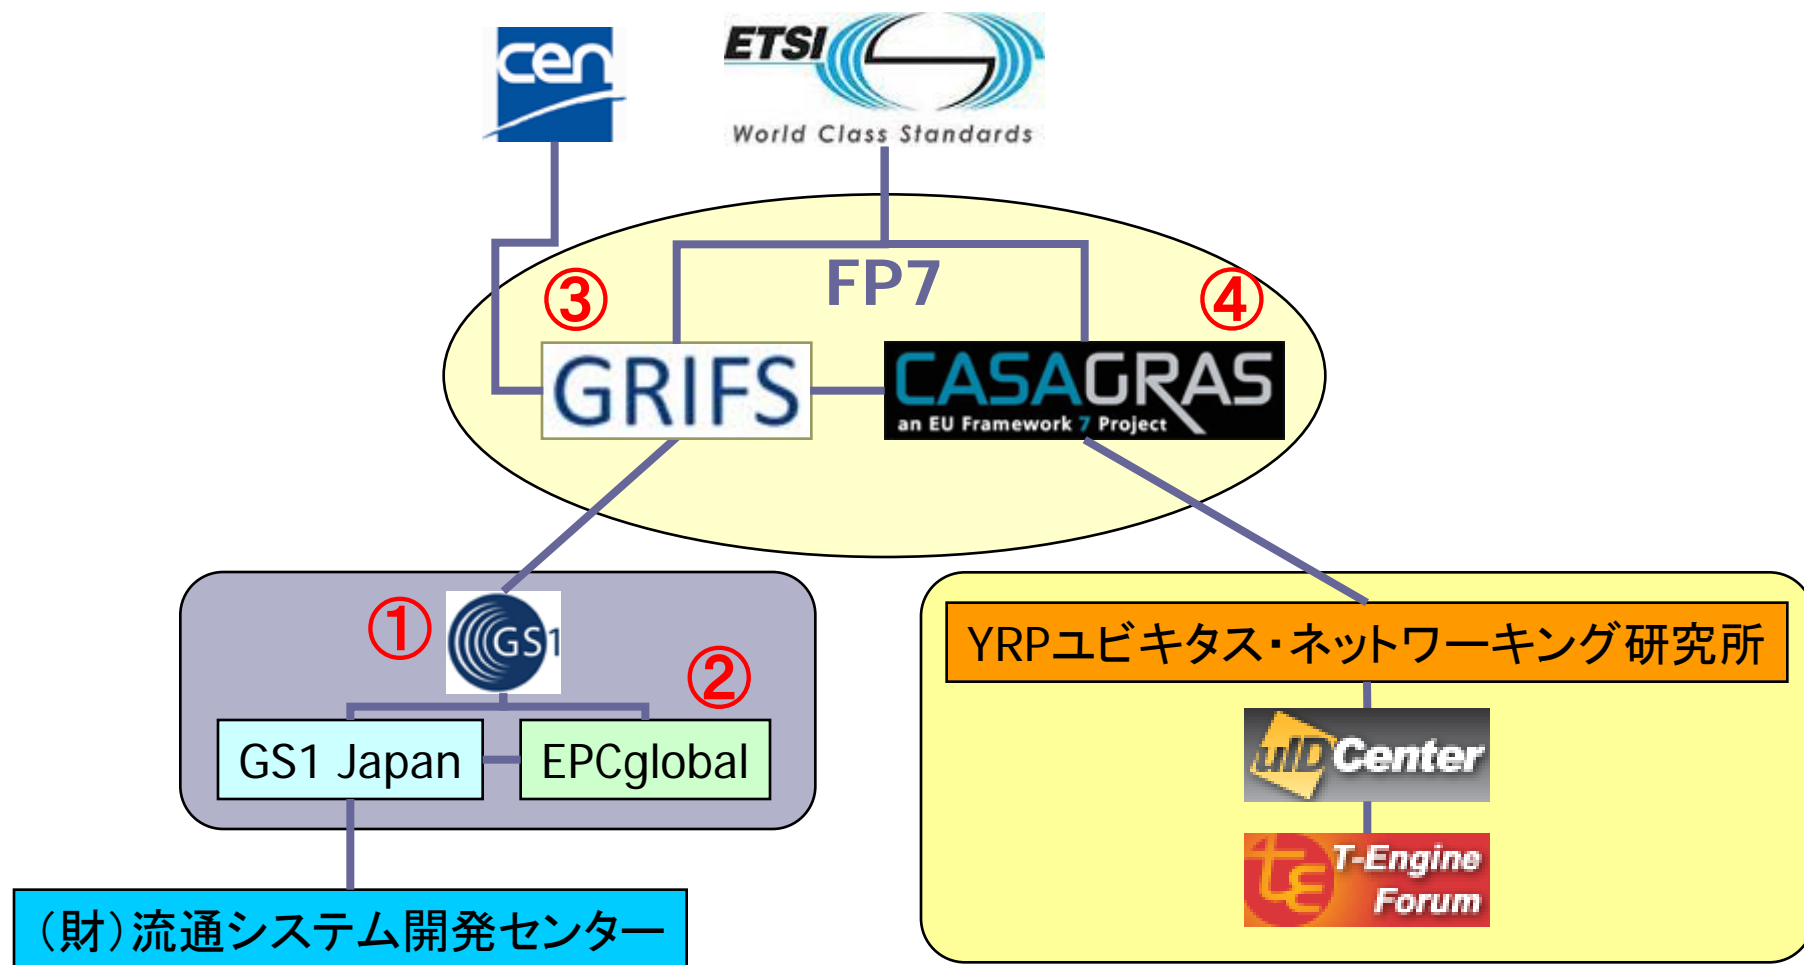 cen
ETSI
World Class Standards
FP7
③
④
GRIFS
CASAGRAS
an EU Framework 7 Project
①
GS1
②
GS1 Japan
EPCglobal
(財)流通システム開発センター
YRPユビキタス・ネットワーキング研究所
uIDCenter
T-Engine
Forum